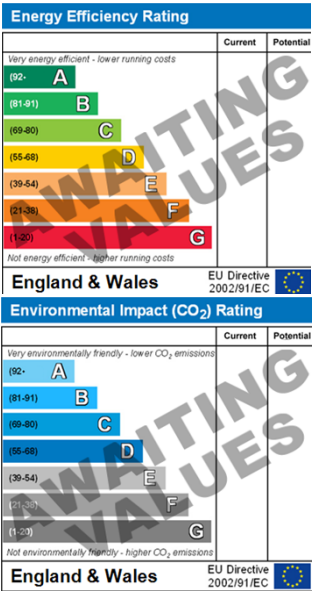 Energy Efficiency Rating
Current Potential
Very energy efficient - lower running costs
(92+ A
(81-91) B
(69-80) C
(55-68) D
(39-54) E
(21-38) F
(1-20) G
Not energy efficient - higher running costs
AWAITING
VALUES
England & Wales
EU Directive
2002/91/EC
Environmental Impact (CO₂) Rating
Current Potential
Very environmentally friendly - lower CO₂ emissions
(92+ A
(81-91) B
(69-80) C
(55-68) D
(39-54) E
(21-38) F
(1-20) G
Not environmentally friendly - higher CO₂ emissions
AWAITING
VALUES
England & Wales
EU Directive
2002/91/EC